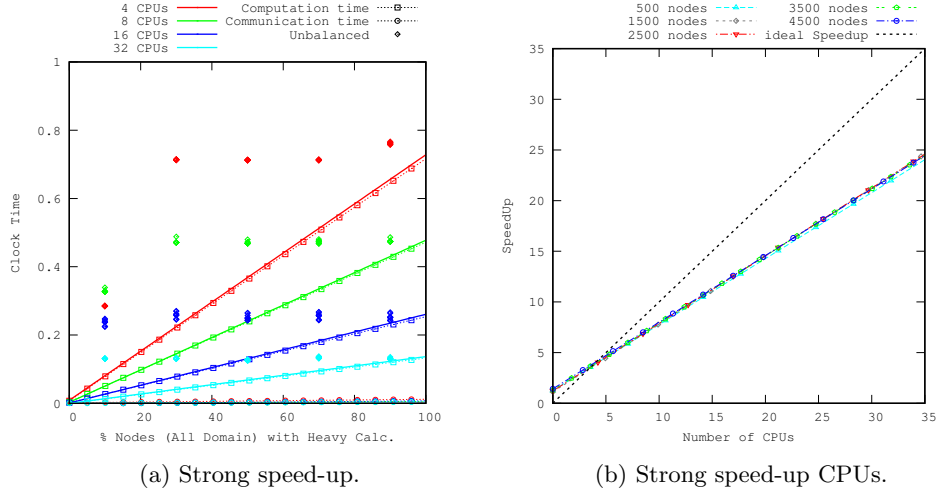 4 CPUs
8 CPUs
16 CPUs
32 CPUs
Computation time
Communication time
Unbalanced
1
0.8
0.6
0.4
0.2
0
Clock Time
0 20 40 60 80 100
% Nodes (All Domain) with Heavy Calc.
(a) Strong speed-up.
500 nodes
1500 nodes
2500 nodes
3500 nodes
4500 nodes
ideal Speedup
35
30
25
20
15
10
5
0
SpeedUp
0 5 10 15 20 25 30 35
Number of CPUs
(b) Strong speed-up CPUs.